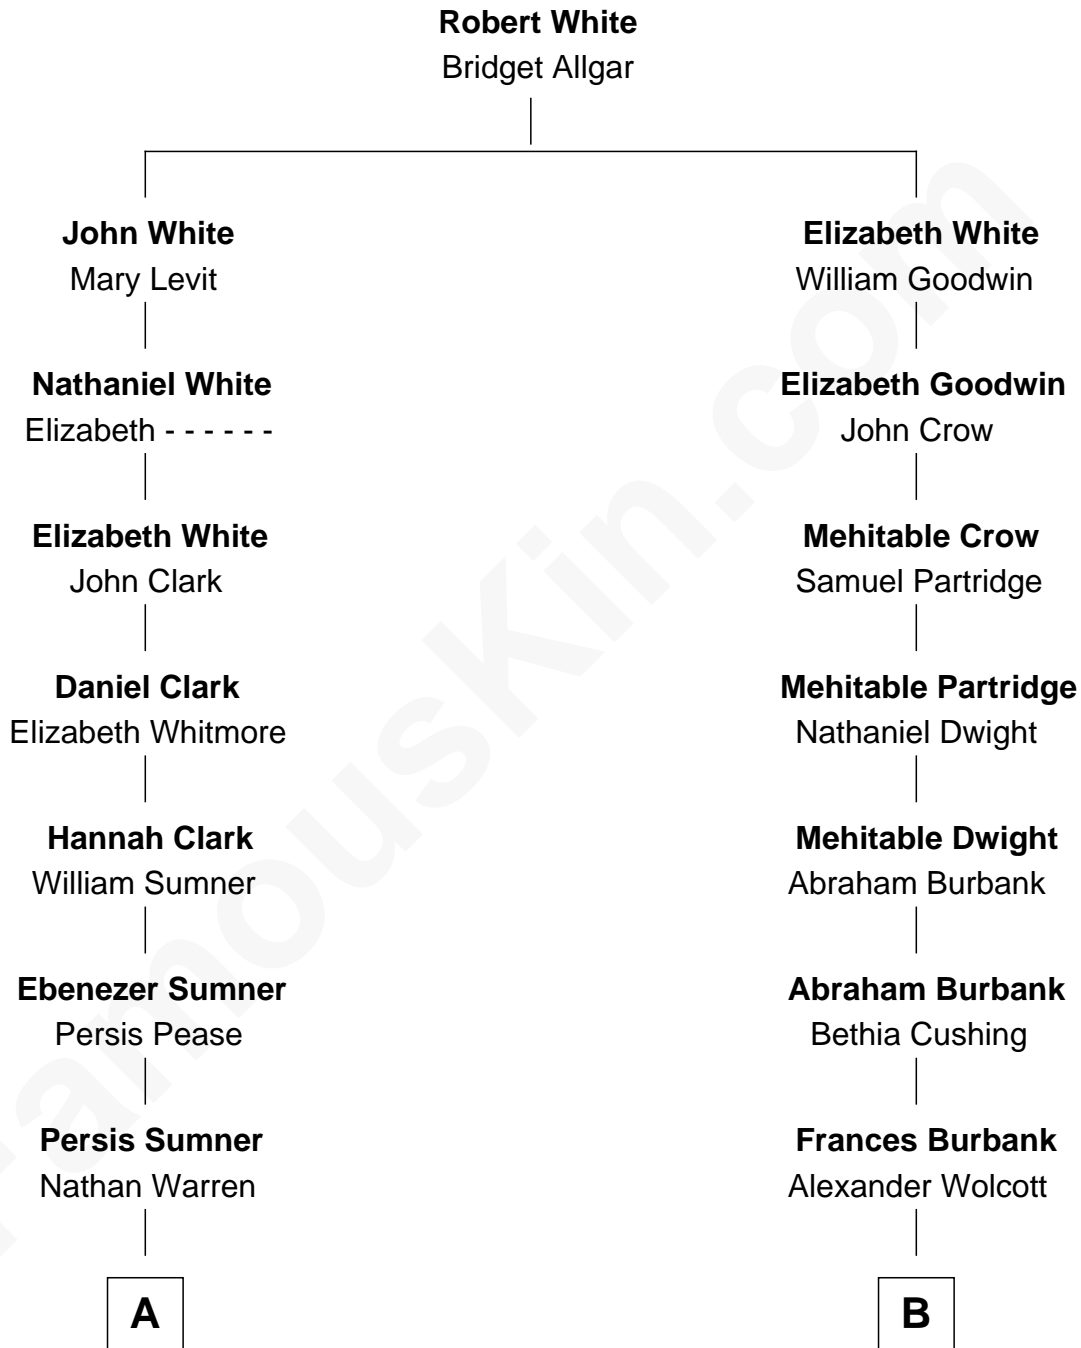 Robert White
Bridget Allgar
John White
Mary Levit
Elizabeth White
William Goodwin
Nathaniel White
Elizabeth - - - - - -
Elizabeth Goodwin
John Crow
Elizabeth White
John Clark
Mehitable Crow
Samuel Partridge
Daniel Clark
Elizabeth Whitmore
Mehitable Partridge
Nathaniel Dwight
Hannah Clark
William Sumner
Mehitable Dwight
Abraham Burbank
Ebenezer Sumner
Persis Pease
Abraham Burbank
Bethia Cushing
Persis Sumner
Nathan Warren
Frances Burbank
Alexander Wolcott
A
B
FamousKin.com